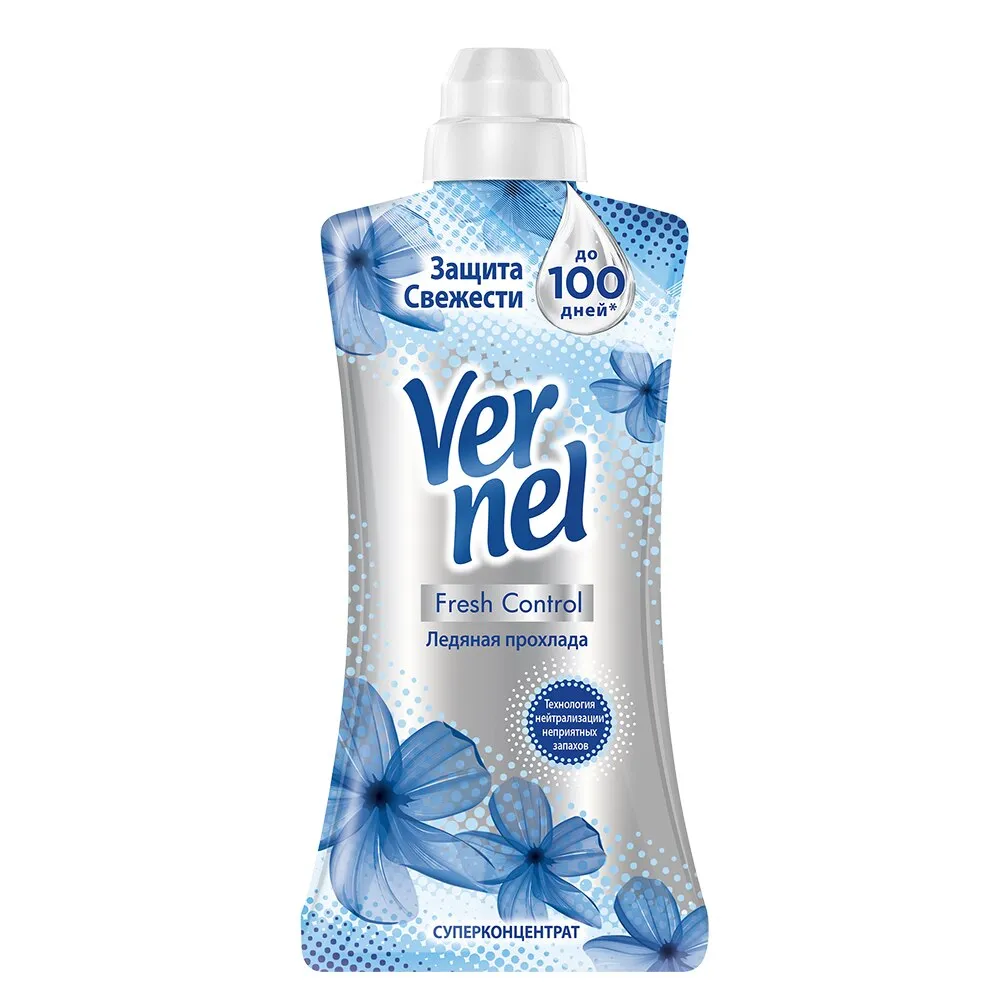 Защита
Свежести
до
100
дней*
Ver
nel
Fresh Control
Ледяная прохлада
Технология
нейтрализации
неприятных
запахов
СУПЕРКОНЦЕНТРАТ